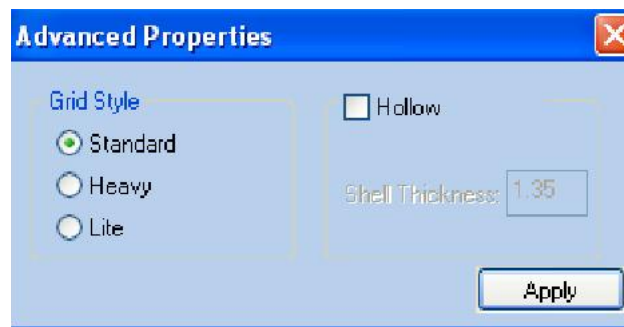 Advanced Properties
Grid Style
Standard
Heavy
Lite
Hollow
Shell Thickness: 1.35
Apply